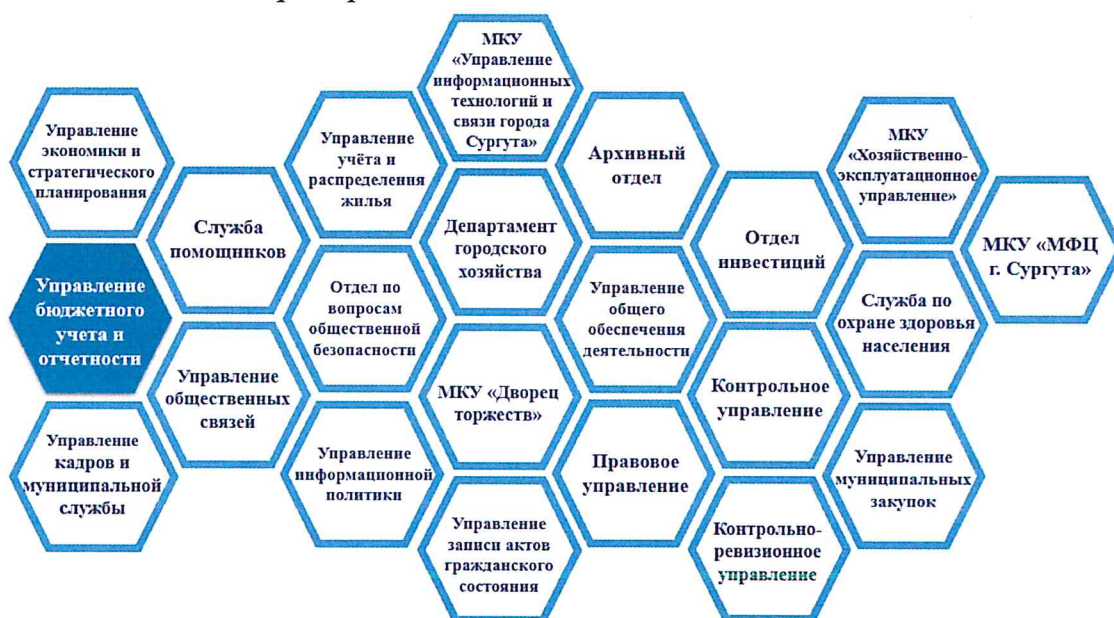 МКУ
«Управление
информационных
технологий и
связи города
Сургута»
Управление
экономики и
стратегического
планирования
Управление
учёта и
распределения
жилья
Архивный
отдел
МКУ
«Хозяйственно-
эксплуатационное
управление»
Служба
помощников
Департамент
городского
хозяйства
Отдел
инвестиций
МКУ «МФЦ
г. Сургута»
Управление
бюджетного
учета и
отчетности
Отдел по
вопросам
общественной
безопасности
Управление
общего
обеспечения
деятельности
Служба по
охране здоровья
населения
Управление
общественных
связей
МКУ «Дворец
торжеств»
Контрольное
управление
Управление
кадров и
муниципальной
службы
Управление
информационной
политики
Правовое
управление
Управление
муниципальных
закупок
Управление
записи актов
гражданского
состояния
Контрольно-
ревизионное
управление